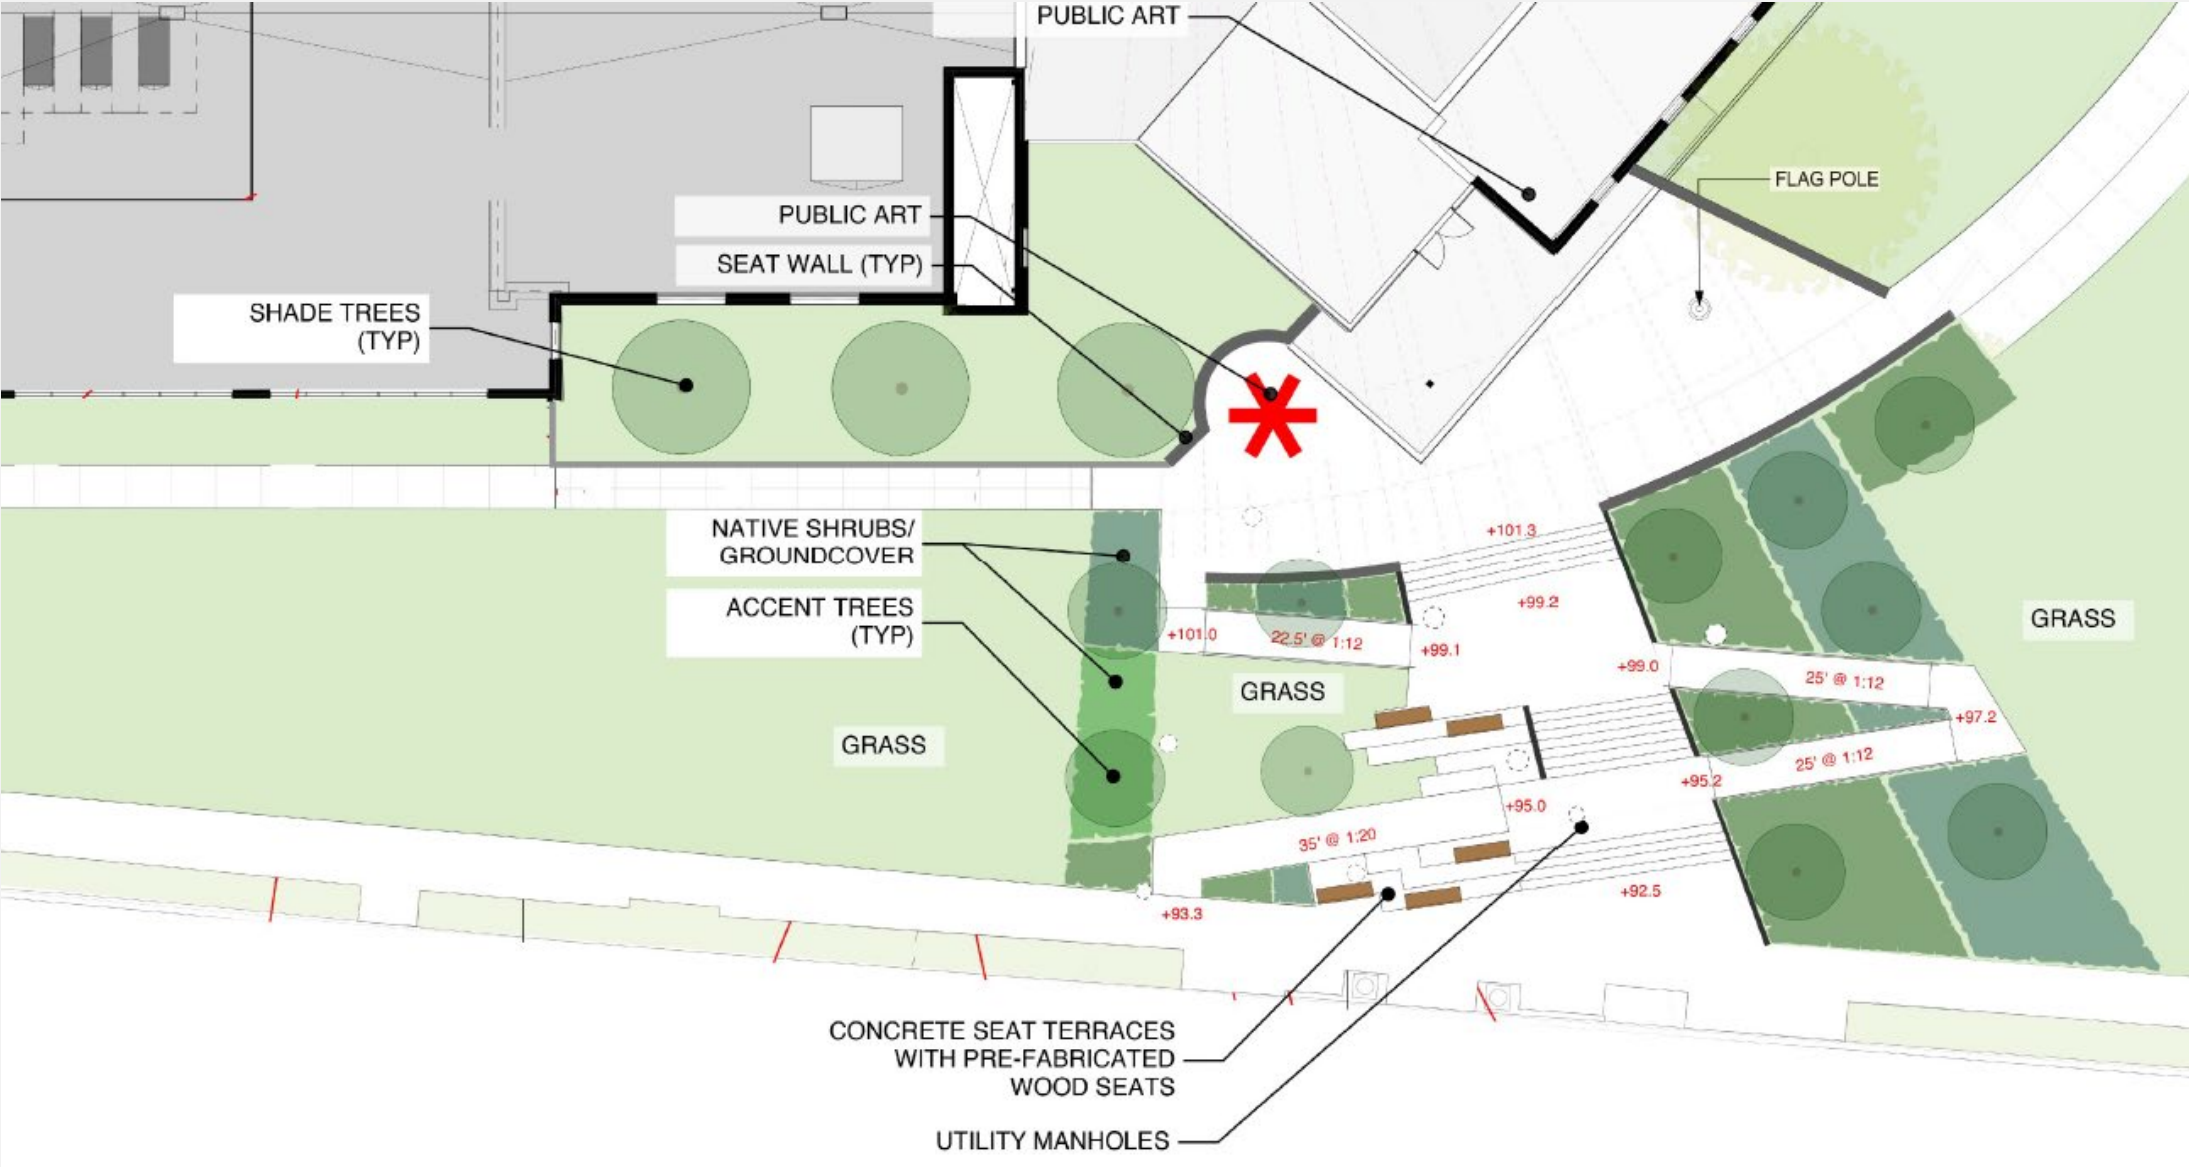 PUBLIC ART
FLAG POLE
PUBLIC ART
SEAT WALL (TYP)
SHADE TREES
(TYP)
NATIVE SHRUBS/
GROUNDCOVER
ACCENT TREES
(TYP)
+101.3
+99.2
+101.0
22.5' @ 1:12
+99.1
+99.0
25' @ 1:12
GRASS
GRASS
GRASS
+97.2
25' @ 1:12
+95.2
+95.0
35' @ 1:20
+92.5
+93.3
CONCRETE SEAT TERRACES
WITH PRE-FABRICATED
WOOD SEATS
UTILITY MANHOLES